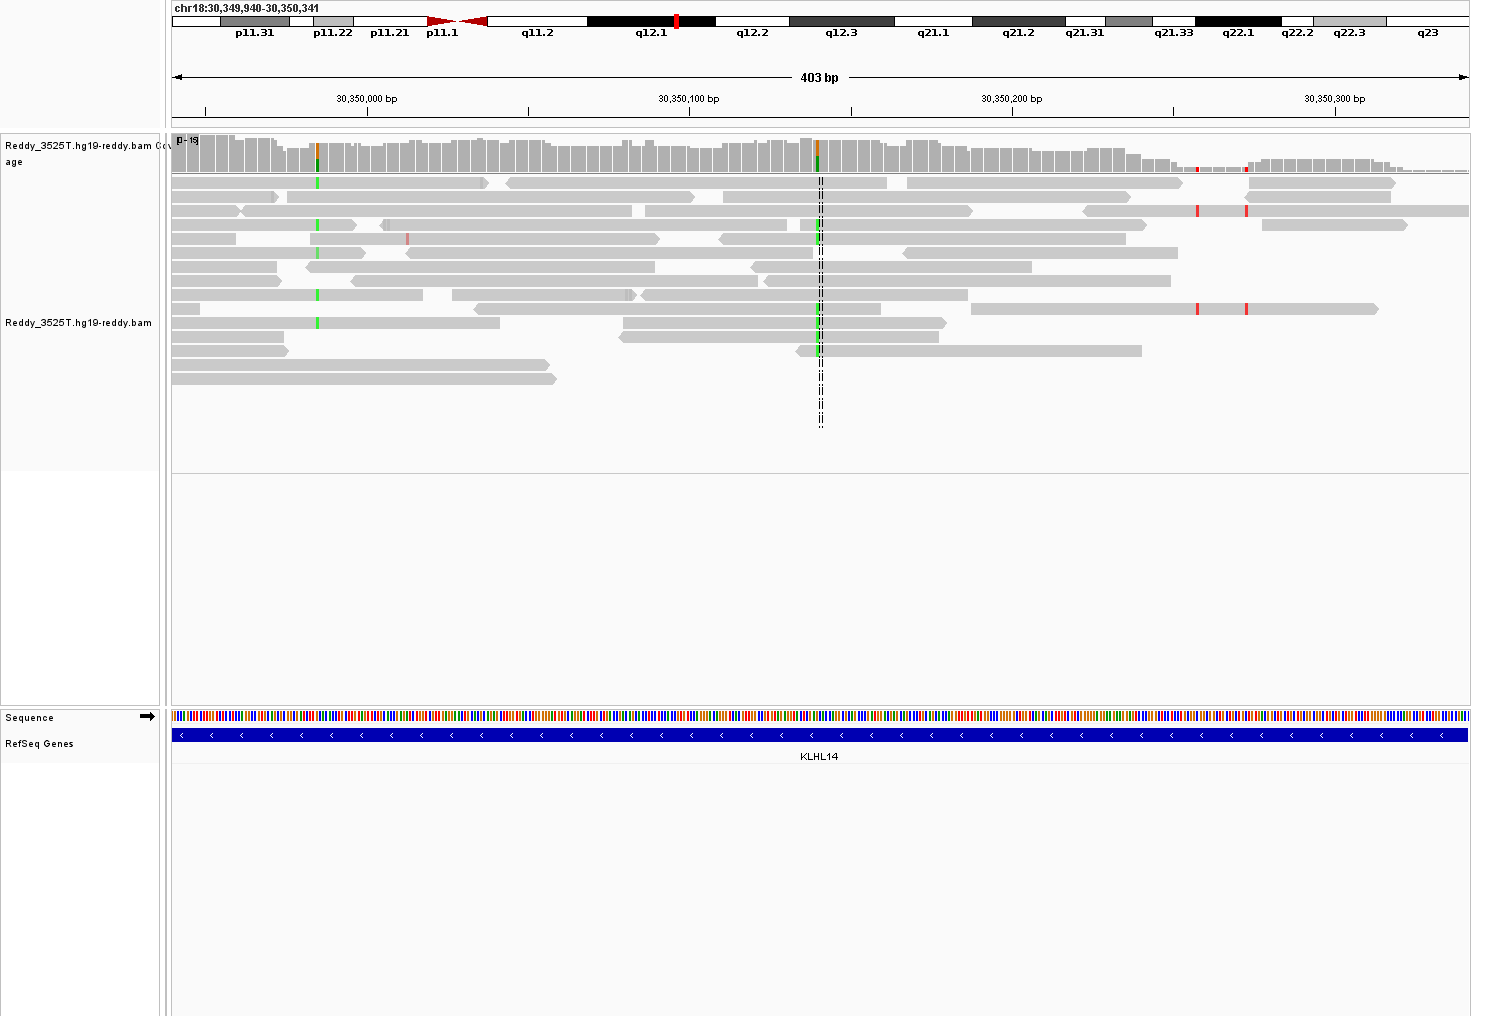 chr18:30,349,940-30,350,341
p11.31 p11.22 p11.21 p11.1 q11.2 q12.1 q12.2 q12.3 q21.1 q21.2 q21.31 q21.33 q22.1 q22.2 q22.3 q23
403 bp
30,350,000 bp 30,350,100 bp 30,350,200 bp 30,350,300 bp
Reddy_3525T.hg19-reddy.bam Cov
age
[0 - 19]
Reddy_3525T.hg19-reddy.bam
Sequence
RefSeq Genes
KLHL14